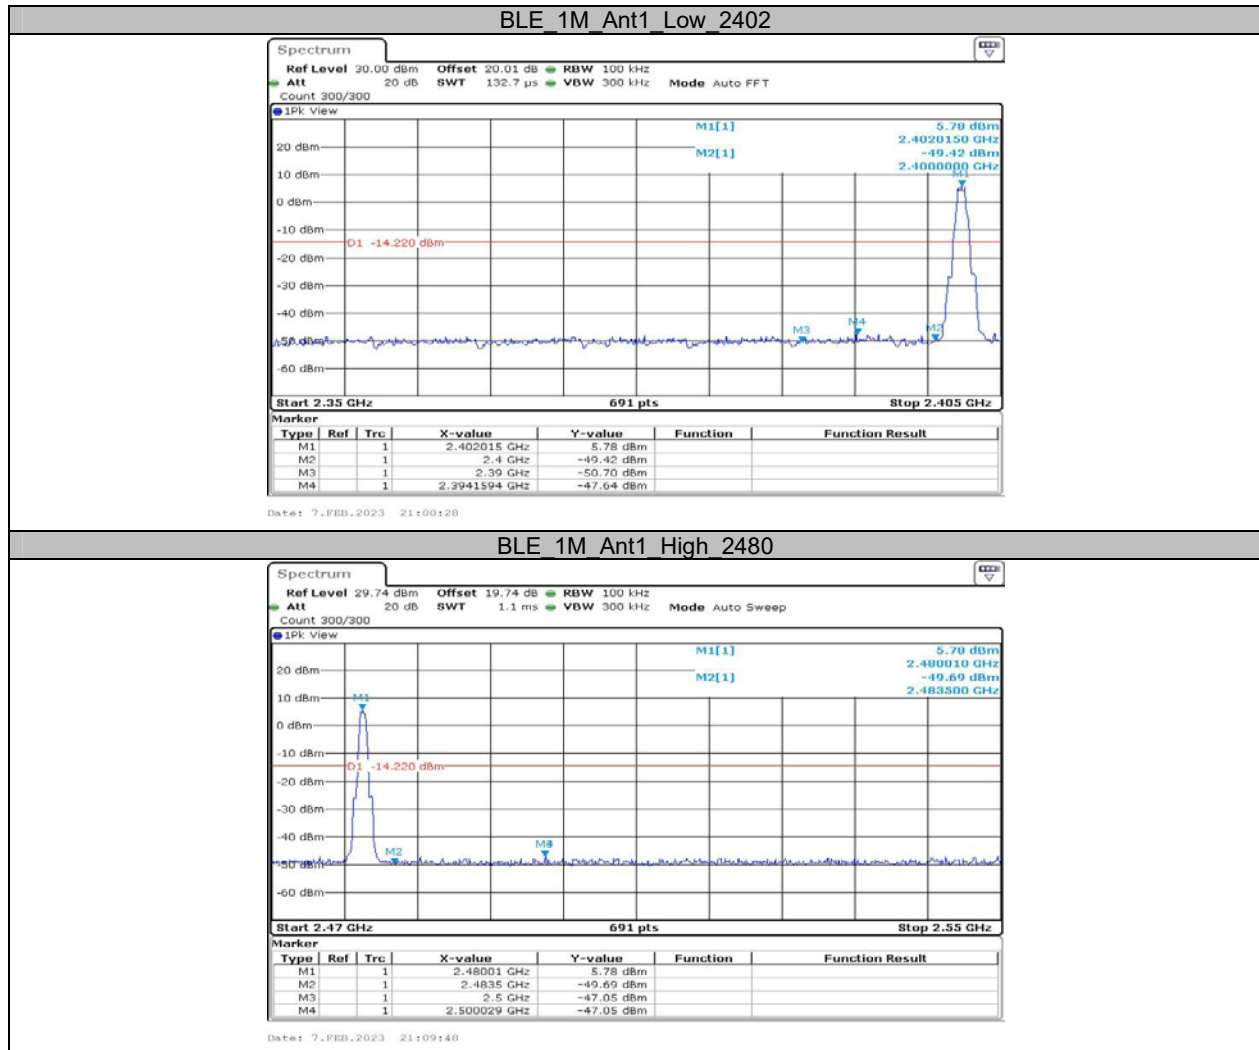 BLE_1M_Ant1_Low_2402
Spectrum
Ref Level 30.00 dBm Offset 20.01 dB RBW 100 kHz
Att 20 dB SWT 132.7 µs VBW 300 kHz Mode Auto FFT
Count 300/300
1Pk View
M1[1] 5.78 dBm
2.4020150 GHz
20 dBm
M2[1] -49.42 dBm
2.4000000 GHz
10 dBm
M1
0 dBm
-10 dBm
D1 -14.220 dBm
-20 dBm
-30 dBm
-40 dBm
M3 M4 M2
-50 dBm
-60 dBm
Start 2.35 GHz 691 pts Stop 2.405 GHz
Marker
Type Ref Trc X-value Y-value Function Function Result
M1 1 2.402015 GHz 5.78 dBm
M2 1 2.4 GHz -49.42 dBm
M3 1 2.39 GHz -50.70 dBm
M4 1 2.3941594 GHz -47.64 dBm
Date: 7.FEB.2023 21:00:28
BLE_1M_Ant1_High_2480
Spectrum
Ref Level 29.74 dBm Offset 19.74 dB RBW 100 kHz
Att 20 dB SWT 1.1 ms VBW 300 kHz Mode Auto Sweep
Count 300/300
1Pk View
M1[1] 5.78 dBm
2.480010 GHz
20 dBm
M2[1] -49.69 dBm
2.483500 GHz
10 dBm
M1
0 dBm
-10 dBm
D1 -14.220 dBm
-20 dBm
-30 dBm
-40 dBm
M2
-50 dBm
-60 dBm
Start 2.47 GHz 691 pts Stop 2.55 GHz
Marker
Type Ref Trc X-value Y-value Function Function Result
M1 1 2.48001 GHz 5.78 dBm
M2 1 2.4835 GHz -49.69 dBm
M3 1 2.5 GHz -47.05 dBm
M4 1 2.500029 GHz -47.05 dBm
Date: 7.FEB.2023 21:09:48